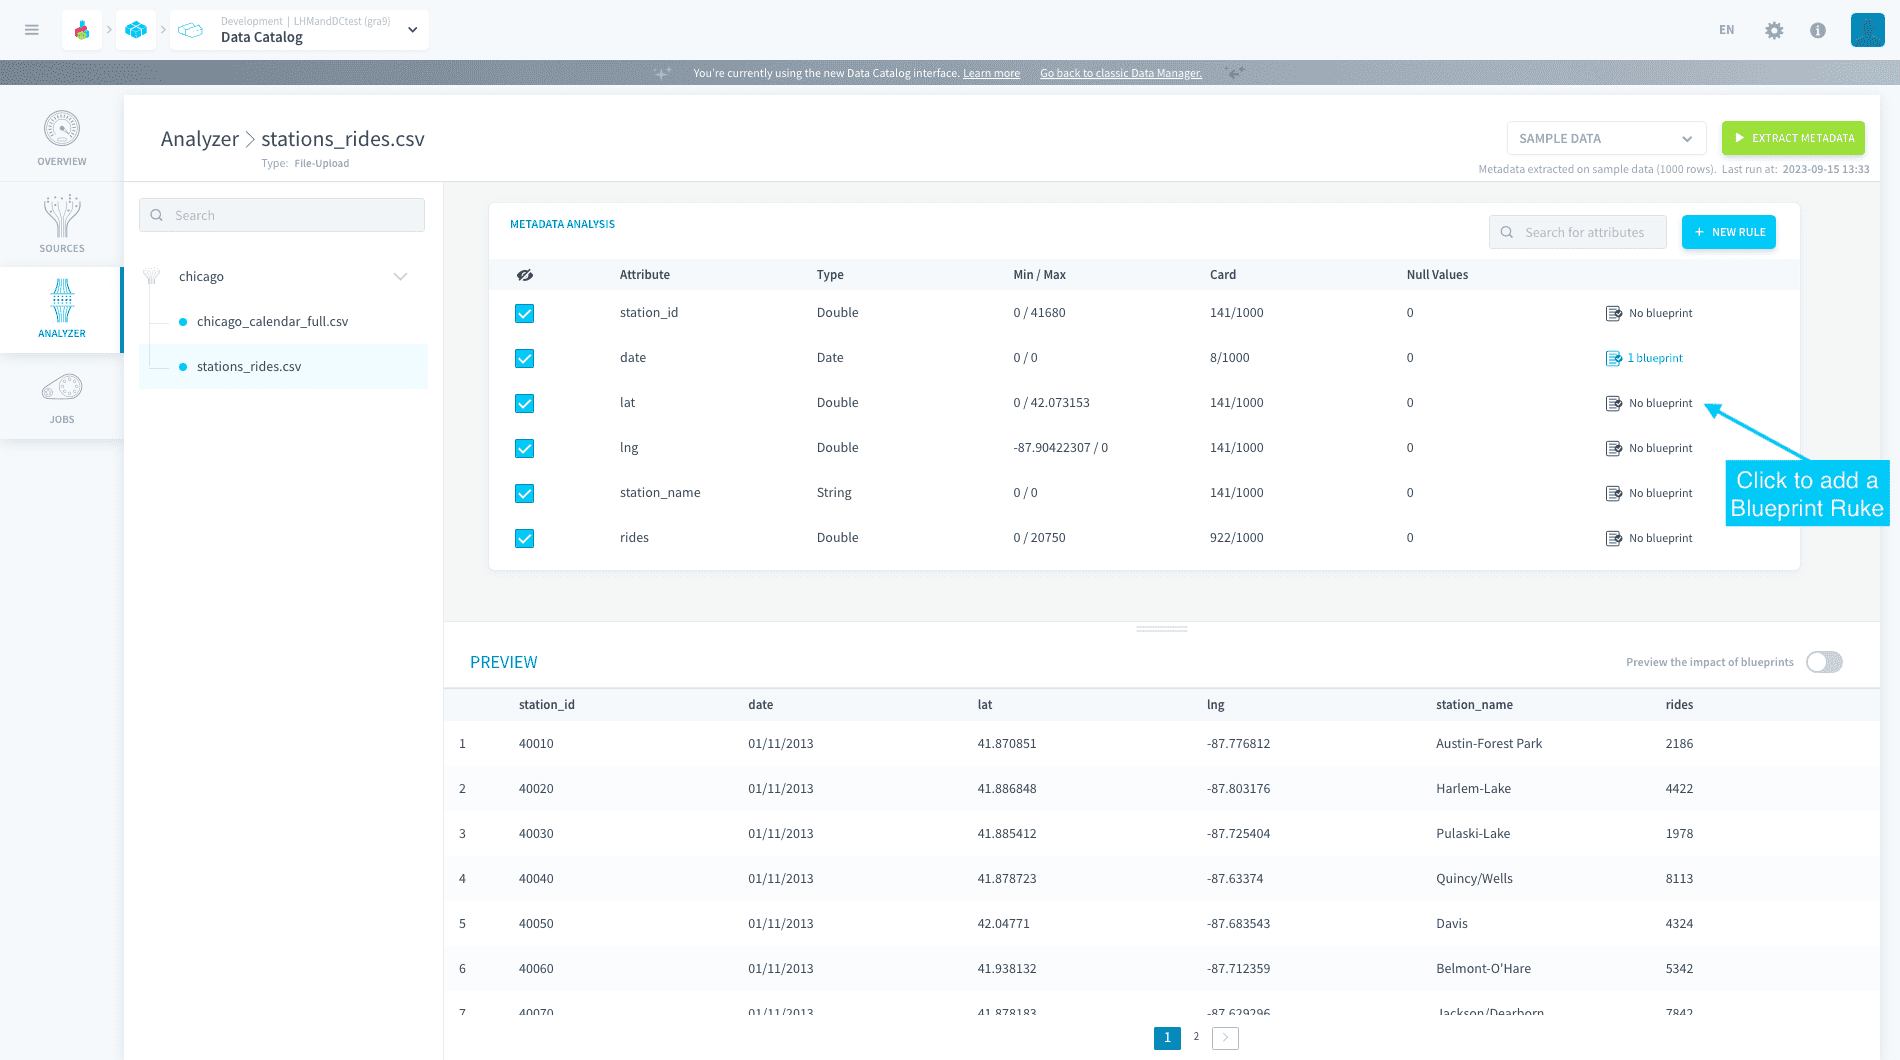 Development | LHMandDCtest (gra9)
Data Catalog
EN
You're currently using the new Data Catalog interface. Learn more Go back to classic Data Manager.
OVERVIEW
SOURCES
ANALYZER
JOBS
Analyzer > stations_rides.csv
Type: File-Upload
SAMPLE DATA
EXTRACT METADATA
Metadata extracted on sample data (1000 rows). Last run at: 2023-09-15 13:33
Search
chicago
chicago_calendar_full.csv
stations_rides.csv
METADATA ANALYSIS
Search for attributes
+ NEW RULE
Attribute Type Min / Max Card Null Values
station_id Double 0 / 41680 141/1000 0 No blueprint
date Date 0 / 0 8/1000 0 1 blueprint
lat Double 0 / 42.073153 141/1000 0 No blueprint
lng Double -87.90422307 / 0 141/1000 0 No blueprint
station_name String 0 / 0 141/1000 0 No blueprint
rides Double 0 / 20750 922/1000 0 No blueprint
Click to add a
Blueprint Ruke
PREVIEW
Preview the impact of blueprints
station_id date lat lng station_name rides
1 40010 01/11/2013 41.870851 -87.776812 Austin-Forest Park 2186
2 40020 01/11/2013 41.886848 -87.803176 Harlem-Lake 4422
3 40030 01/11/2013 41.885412 -87.725404 Pulaski-Lake 1978
4 40040 01/11/2013 41.878723 -87.63374 Quincy/Wells 8113
5 40050 01/11/2013 42.04771 -87.683543 Davis 4324
6 40060 01/11/2013 41.938132 -87.712359 Belmont-O'Hare 5342
7 40070 01/11/2013 41.878183 -87.629296 Jackson/Dearborn 7842
1 2 >